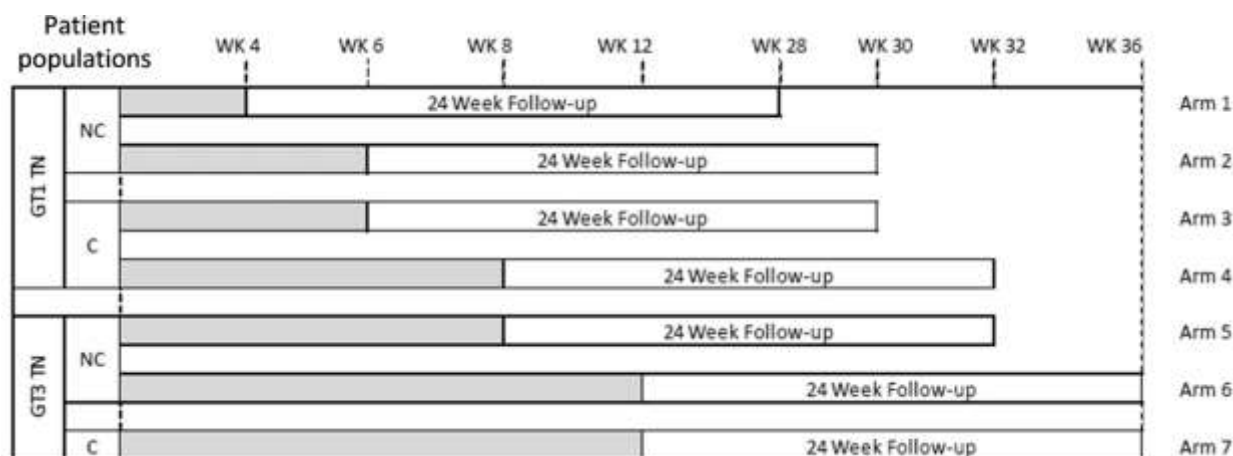 Patient
populations
WK 4 WK 6 WK 8 WK 12 WK 28 WK 30 WK 32 WK 36
GT1 TN
NC
24 Week Follow-up
Arm 1
24 Week Follow-up
Arm 2
C
24 Week Follow-up
Arm 3
24 Week Follow-up
Arm 4
GT3 TN
NC
24 Week Follow-up
Arm 5
24 Week Follow-up
Arm 6
C
24 Week Follow-up
Arm 7